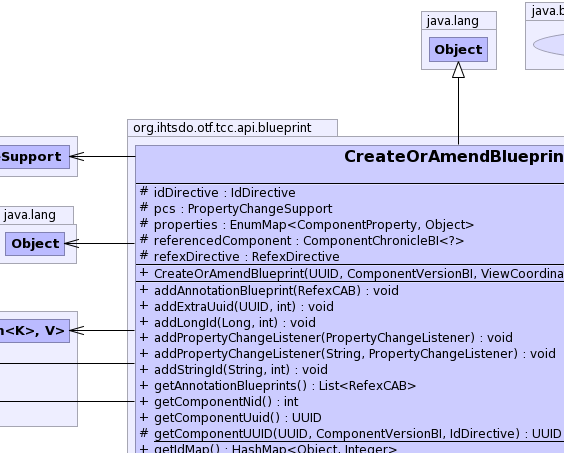 java.lang
java.b
Object
org.ihtsdo.otf.tcc.api.blueprint
Support
CreateOrAmendBlueprin
# idDirective : IdDirective
# pcs : PropertyChangeSupport
java.lang
# properties : EnumMap<ComponentProperty, Object>
Object
# referencedComponent : ComponentChronicleBI<?>
# refexDirective : RefexDirective
+ CreateOrAmendBlueprint(UUID, ComponentVersionBI, ViewCoordina
+ addAnnotationBlueprint(RefexCAB) : void
+ addExtraUuid(UUID, int) : void
+ addLongId(Long, int) : void
<K>, V>
+ addPropertyChangeListener(PropertyChangeListener) : void
+ addPropertyChangeListener(String, PropertyChangeListener) : void
+ addStringId(String, int) : void
+ getAnnotationBlueprints() : List<RefexCAB>
+ getComponentNid() : int
+ getComponentUuid() : UUID
# getComponentUUID(UUID, ComponentVersionBI, IdDirective) : UUID
+ getIdMap() : HashMap<Object, Integer>